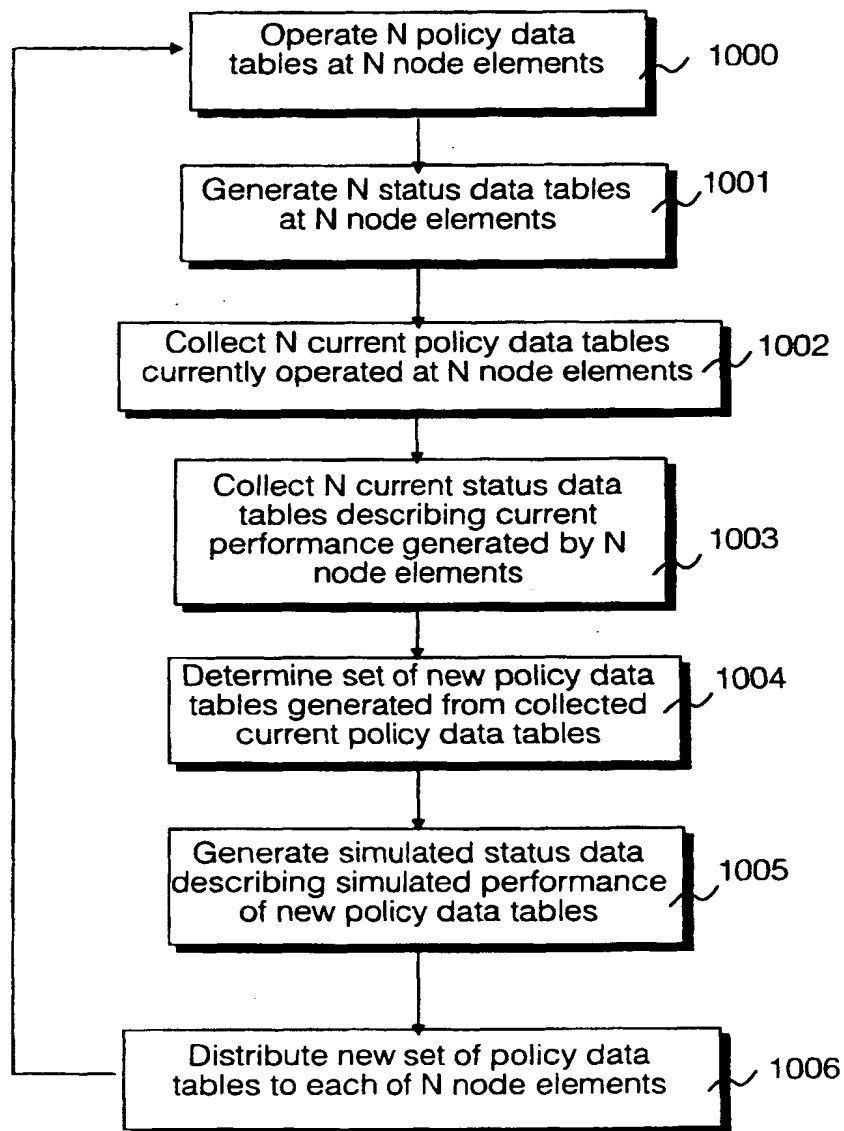 Operate N policy data
tables at N node elements
1000
Generate N status data tables
at N node elements
1001
Collect N current policy data tables
currently operated at N node elements
1002
Collect N current status data
tables describing current
performance generated by N
node elements
1003
Determine set of new policy data
tables generated from collected
current policy data tables
1004
Generate simulated status data
describing simulated performance
of new policy data tables
1005
Distribute new set of policy data
tables to each of N node elements
1006